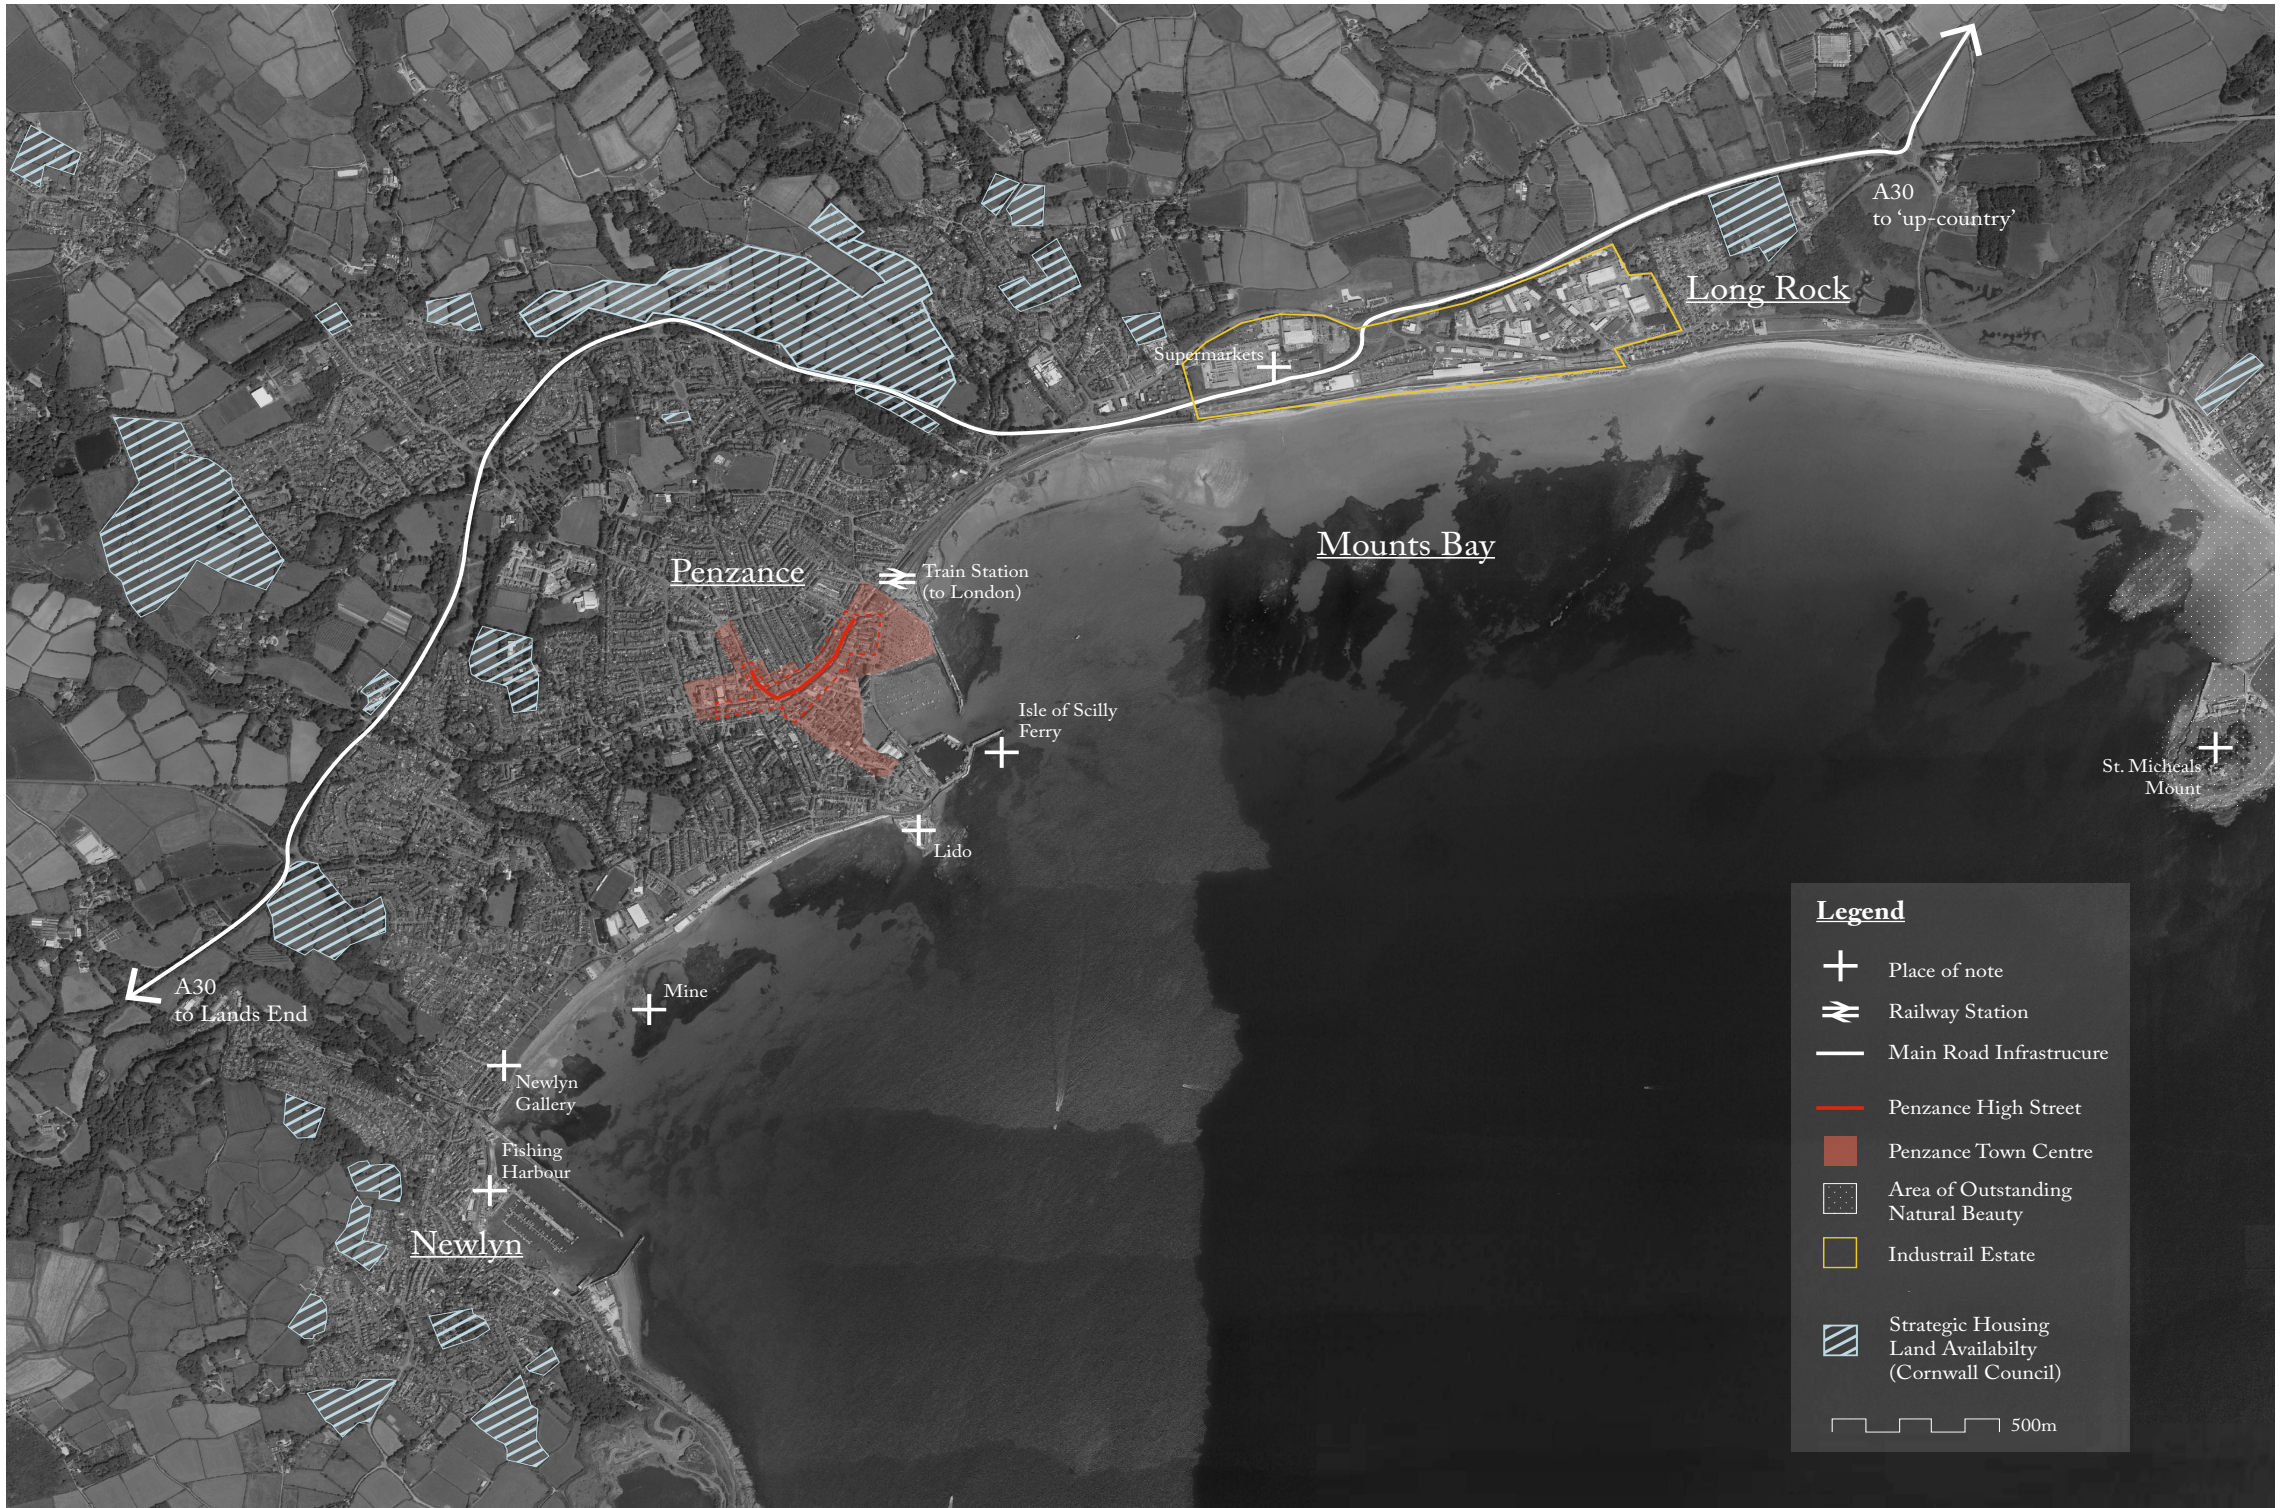 A30
to ‘up-country’
Long Rock
Supermarkets
Mounts Bay
Penzance
Train Station
(to London)
Isle of Scilly
Ferry
St. Micheals
Mount
Lido
A30
to Lands End
Mine
Newlyn
Gallery
Fishing
Harbour
Newlyn
Legend
Place of note
Railway Station
Main Road Infrastrucure
Penzance High Street
Penzance Town Centre
Area of Outstanding
Natural Beauty
Industrail Estate
Strategic Housing
Land Availabilty
(Cornwall Council)
500m